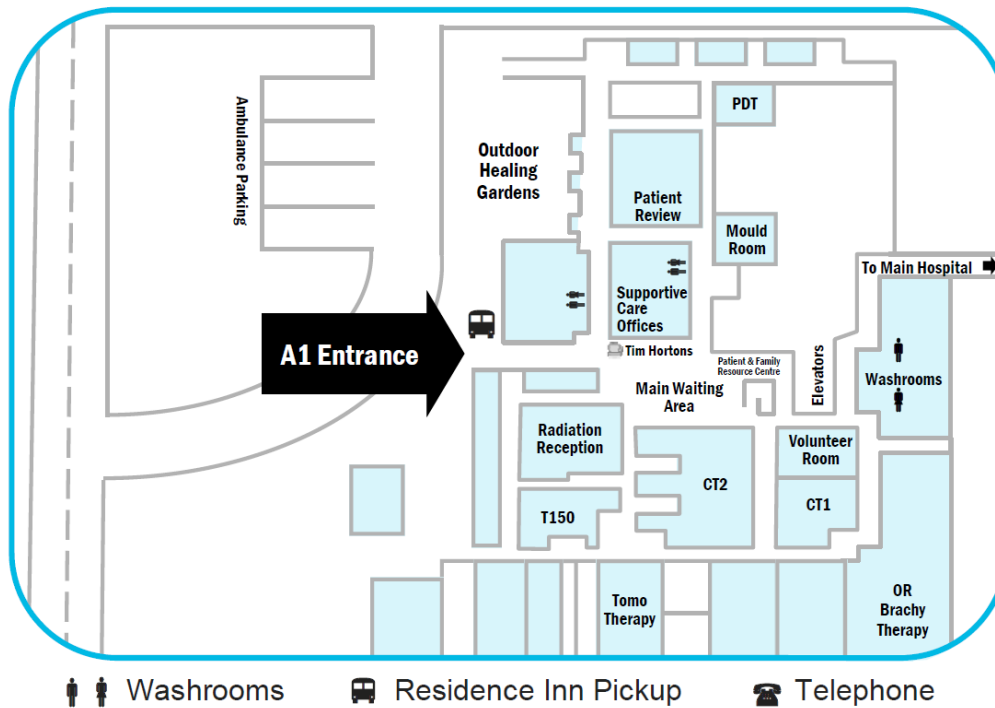 Ambulance Parking
Outdoor
Healing
Gardens
PDT
Patient
Review
Mould
Room
To Main Hospital
Supportive
Care
Offices
A1 Entrance
Tim Hortons
Patient & Family
Resource Centre
Elevators
Main Waiting
Area
Washrooms
Radiation
Reception
Volunteer
Room
CT2
CT1
T150
Tomo
Therapy
OR
Brachy
Therapy
Washrooms
Residence Inn Pickup
Telephone